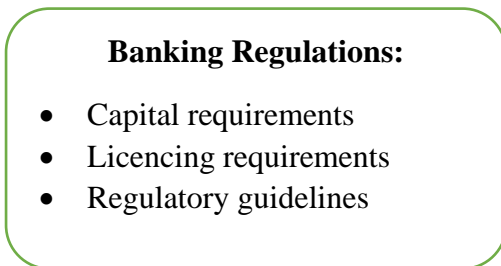 Banking Regulations:
• Capital requirements
• Licencing requirements
• Regulatory guidelines